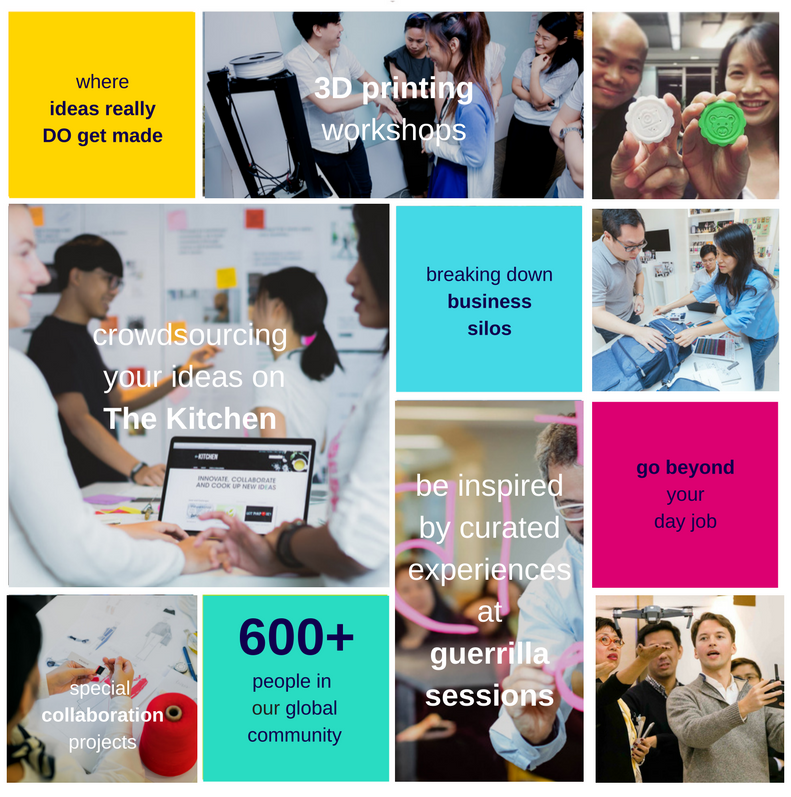 where
ideas really
DO get made
3D printing
workshops
crowdsourcing
your ideas on
The Kitchen
KITCHEN
INNOVATE, COLLABORATE
AND COOK UP NEW IDEAS
breaking down
business
silos
be inspired
by curated
experiences
at
guerrilla
sessions
go beyond
your
day job
special
collaboration
projects
600+
people in
our global
community